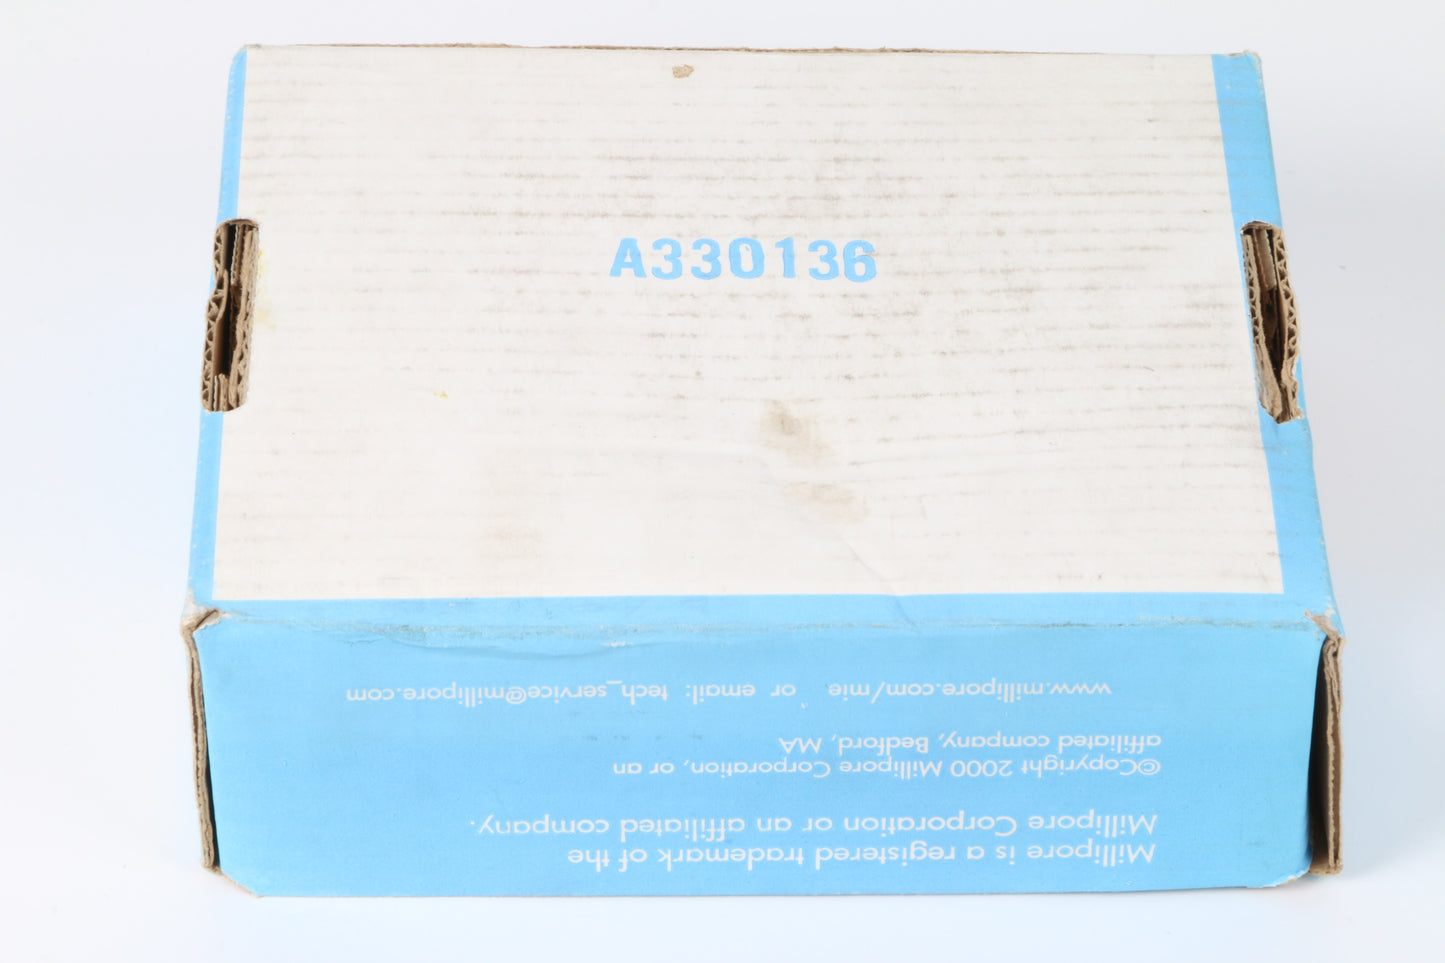 A330136
Millipore is a registered trademark of the
Millipore Corporation or an affiliated company.
©Copyright 2000 Millipore Corporation, or an
affiliated company, Bedford, MA
www.millipore.com/mie or email: tech_service@millipore.com